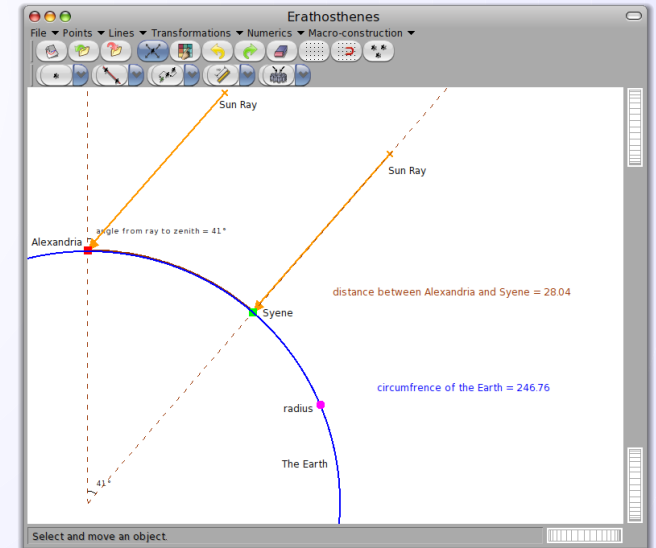 Erathosthenes
File Points Lines Transformations Numerics Macro-construction
Sun Ray
Sun Ray
angle from ray to zenith = 41°
Alexandria
distance between Alexandria and Syene = 28.04
Syene
circumfrence of the Earth = 246.76
radius
The Earth
41°
Select and move an object.